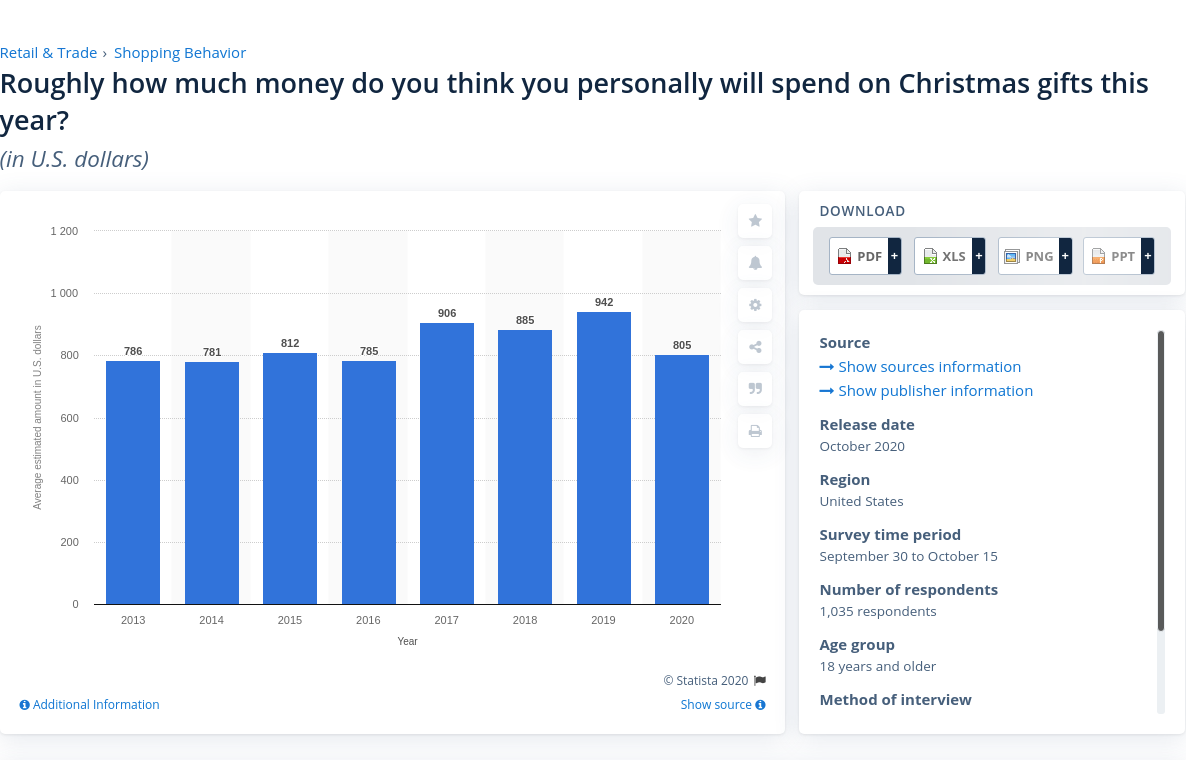 Retail & Trade › Shopping Behavior
Roughly how much money do you think you personally will spend on Christmas gifts this
year?
(in U.S. dollars)
1 200
1 000
800
600
400
200
0
Average estimated amount in U.S. dollars
786
781
812
785
906
885
942
805
2013
2014
2015
2016
2017
2018
2019
2020
Year
© Statista 2020
Additional Information
Show source
DOWNLOAD
PDF +
XLS +
PNG +
PPT +
Source
Show sources information
Show publisher information
Release date
October 2020
Region
United States
Survey time period
September 30 to October 15
Number of respondents
1,035 respondents
Age group
18 years and older
Method of interview